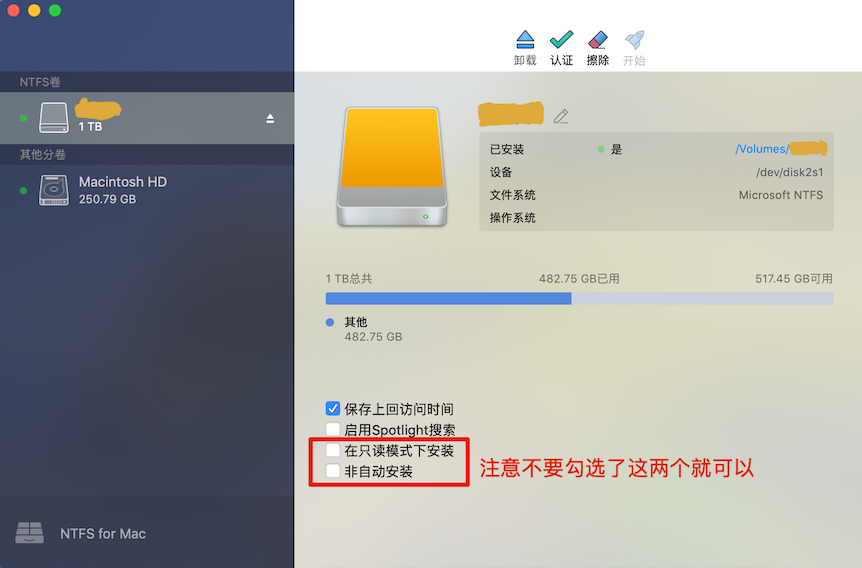 卸载 认证 擦除 开始
NTFS卷
1 TB
其他分卷
Macintosh HD
250.79 GB
NTFS for Mac
已安装 是 /Volumes/
设备 /dev/disk2s1
文件系统 Microsoft NTFS
操作系统
1 TB总共 482.75 GB已用 517.45 GB可用
其他
482.75 GB
保存上回访问时间
启用Spotlight搜索
在只读模式下安装
非自动安装
注意不要勾选了这两个就可以